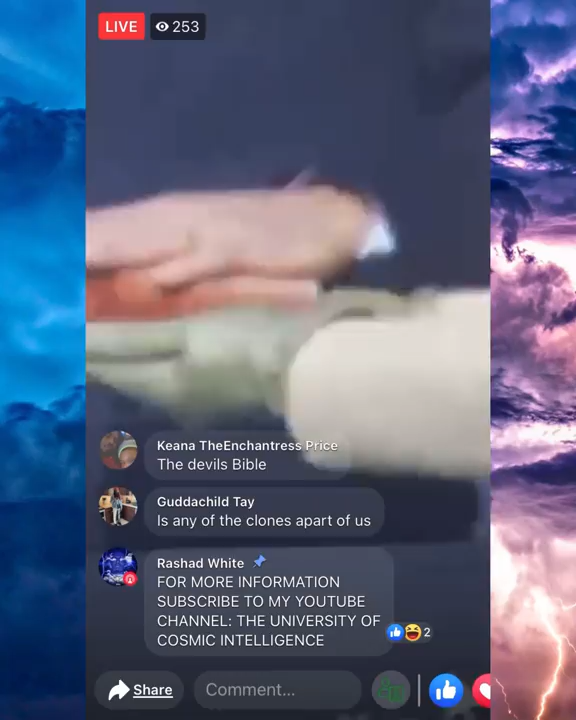 LIVE 253
Keana TheEnchantress Price
The devils Bible
Guddachild Tay
Is any of the clones apart of us
Rashad White
FOR MORE INFORMATION
SUBSCRIBE TO MY YOUTUBE
CHANNEL: THE UNIVERSITY OF
COSMIC INTELLIGENCE
2
Share Comment...